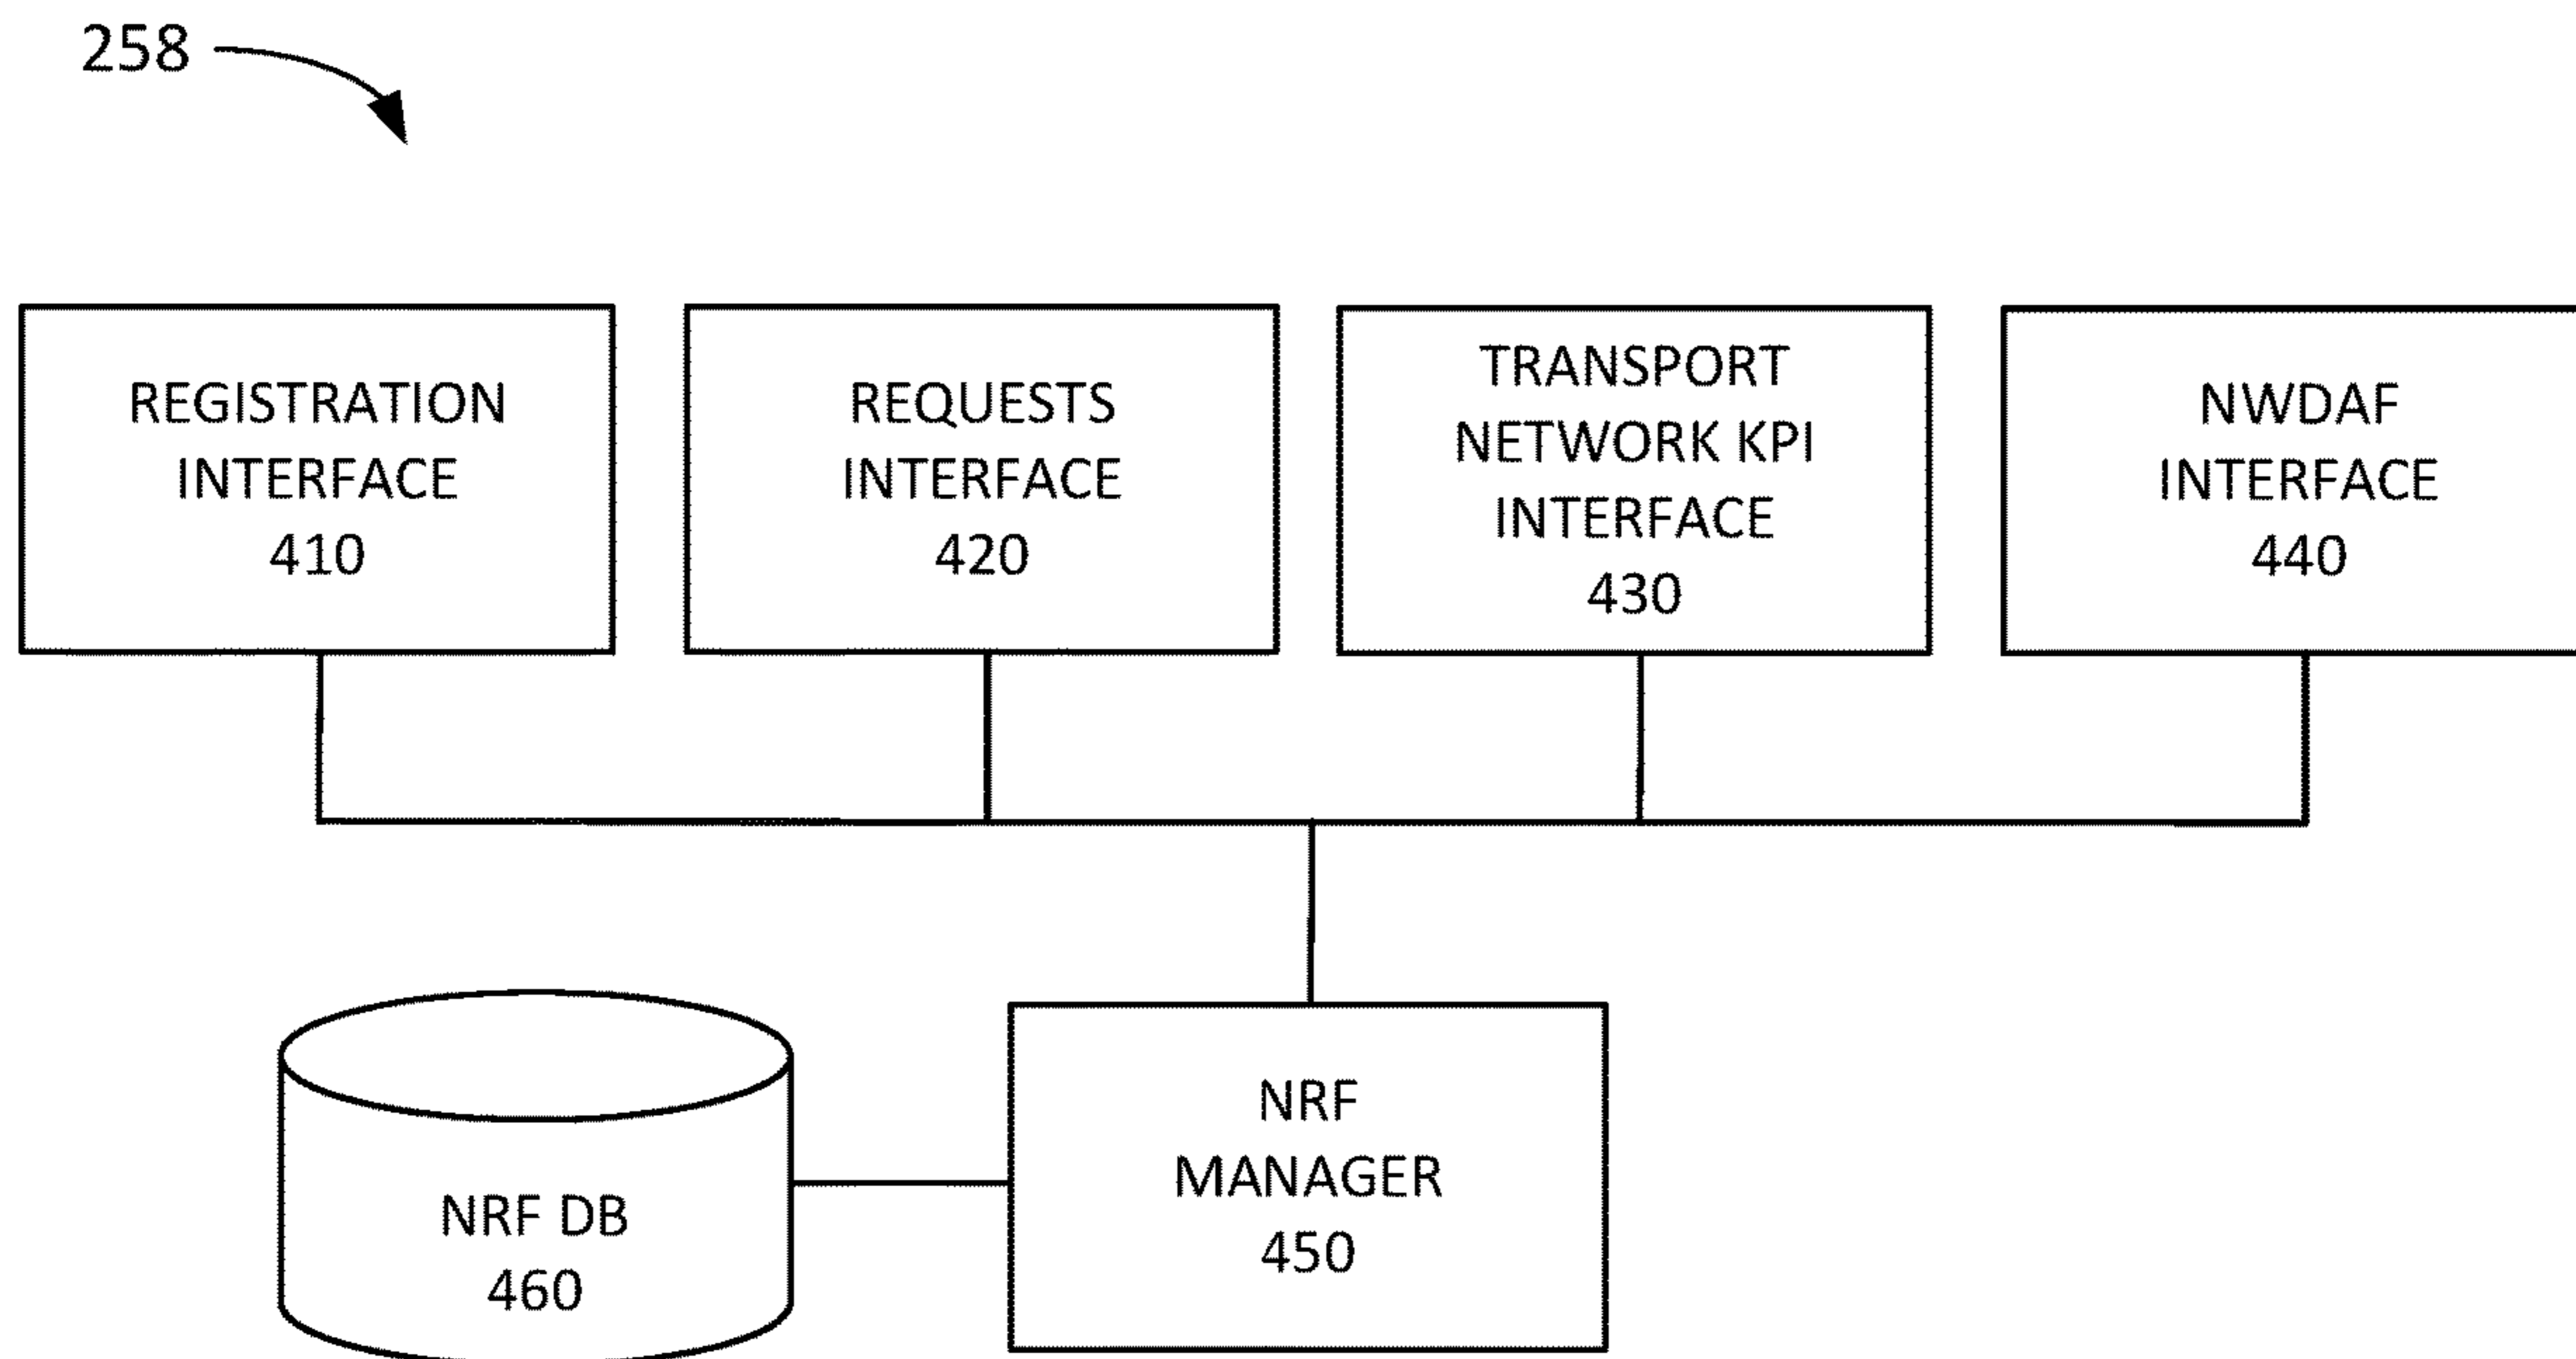 258
REGISTRATION
INTERFACE
410
REQUESTS
INTERFACE
420
TRANSPORT
NETWORK KPI
INTERFACE
430
NWDAF
INTERFACE
440
NRF DB
460
NRF
MANAGER
450